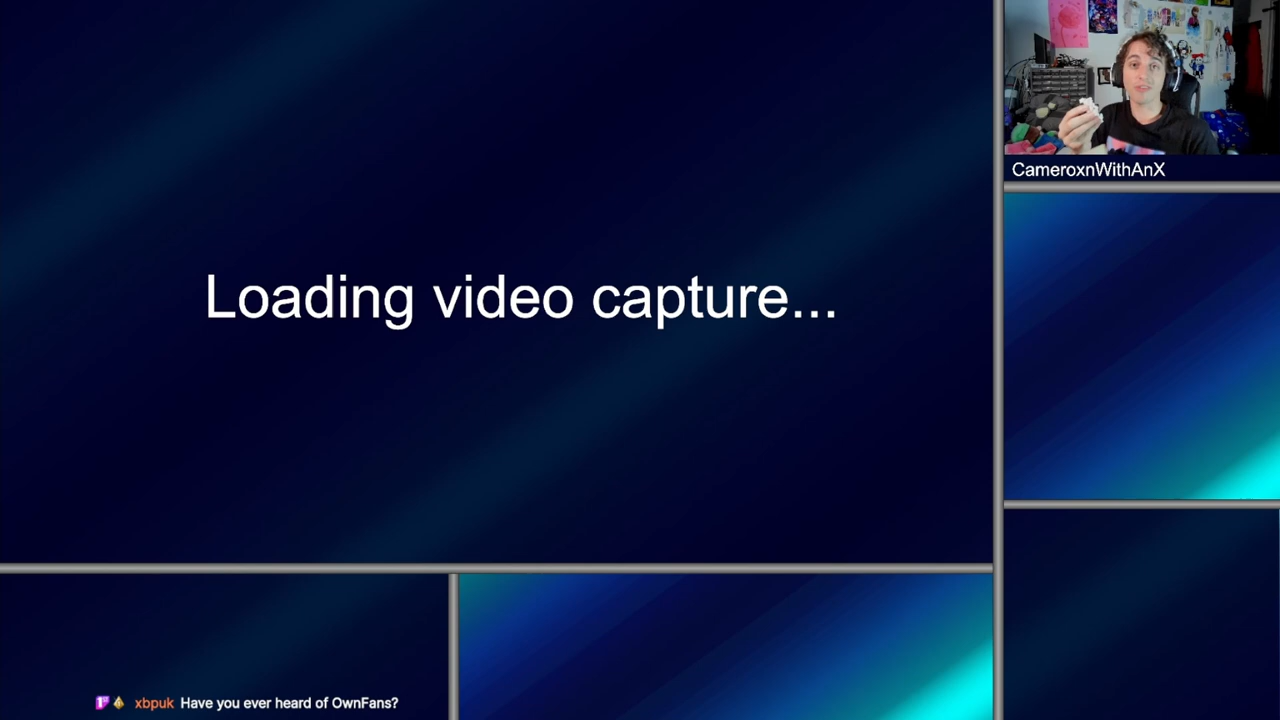 Loading video capture...
CameroxnWithAnX
xbpuk Have you ever heard of OwnFans?